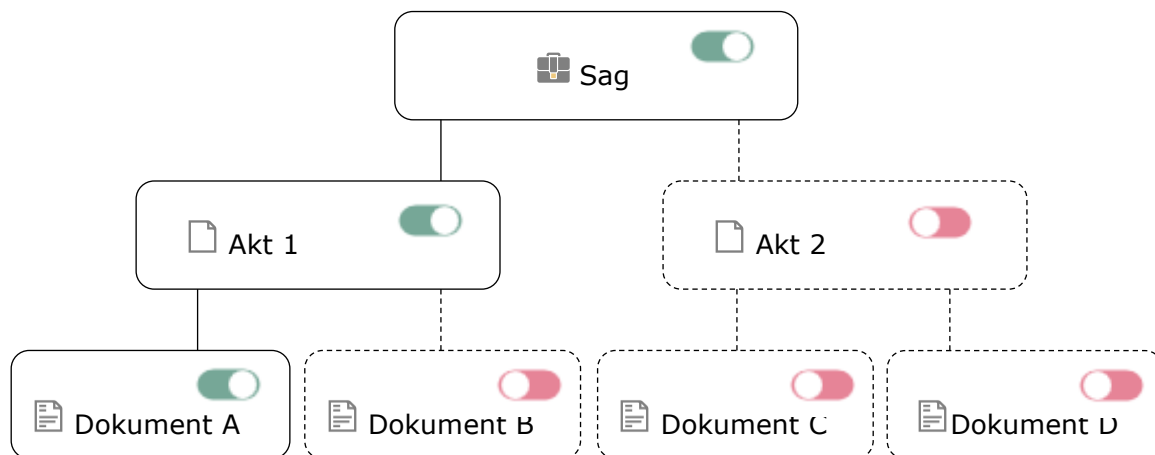 Sag
Akt 1
Akt 2
Dokument A
Dokument B
Dokument C
Dokument D